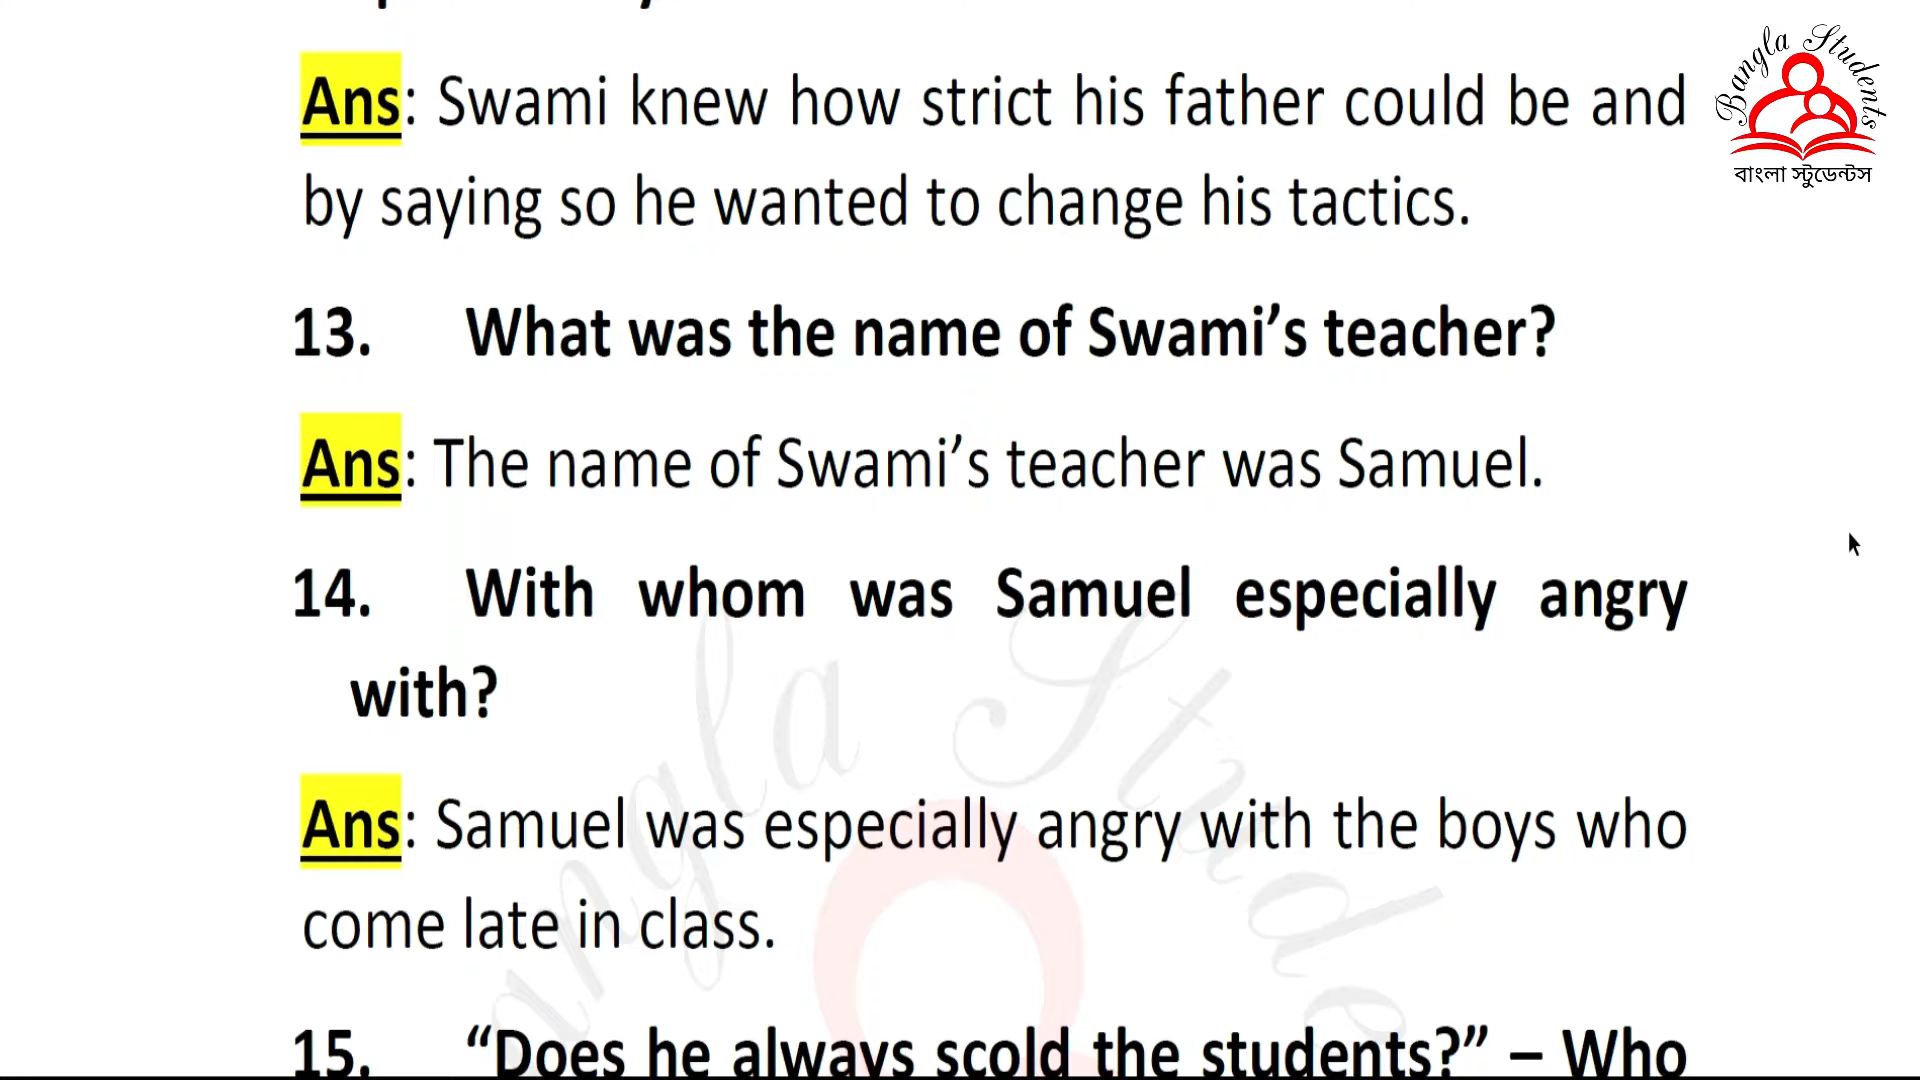 Ans: Swami knew how strict his father could be and
by saying so he wanted to change his tactics.
13. What was the name of Swami’s teacher?
Ans: The name of Swami’s teacher was Samuel.
14. With whom was Samuel especially angry
with?
Ans: Samuel was especially angry with the boys who
come late in class.
15. “Does he always scold the students?” – Who
Bangla Students
বাংলা স্টুডেন্টস